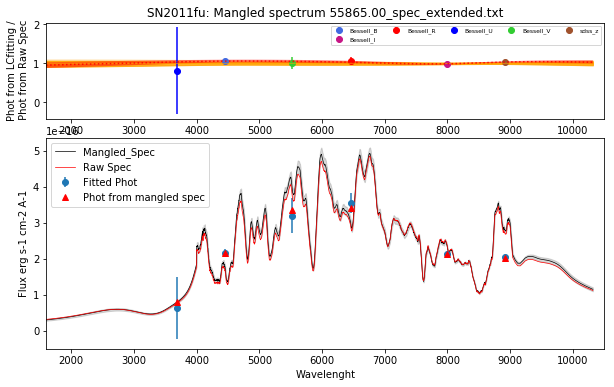 SN2011fu: Mangled spectrum 55865.00_spec_extended.txt
Phot from LCfitting /
Phot from Raw Spec
2
1
0
Bessell_B
Bessell_R
Bessell_U
Bessell_V
sdss_z
Bessell_I
2000
3000
4000
5000
6000
7000
8000
9000
10000
1e−16
Flux erg s-1 cm-2 A-1
5
4
3
2
1
0
Mangled_Spec
Raw Spec
Fitted Phot
Phot from mangled spec
2000
3000
4000
5000
6000
7000
8000
9000
10000
Wavelenght